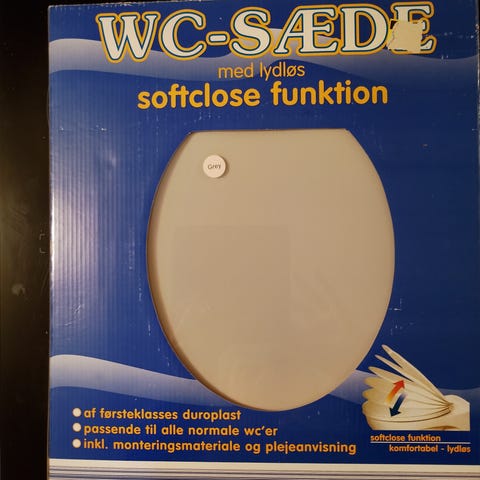 WC-SÆDE
med lydløs
softclose funktion
Grey
af førsteklasses duroplast
passende til alle normale wc'er
inkl. monteringsmateriale og plejeanvisning
softclose funktion
komfortabel - lydløs